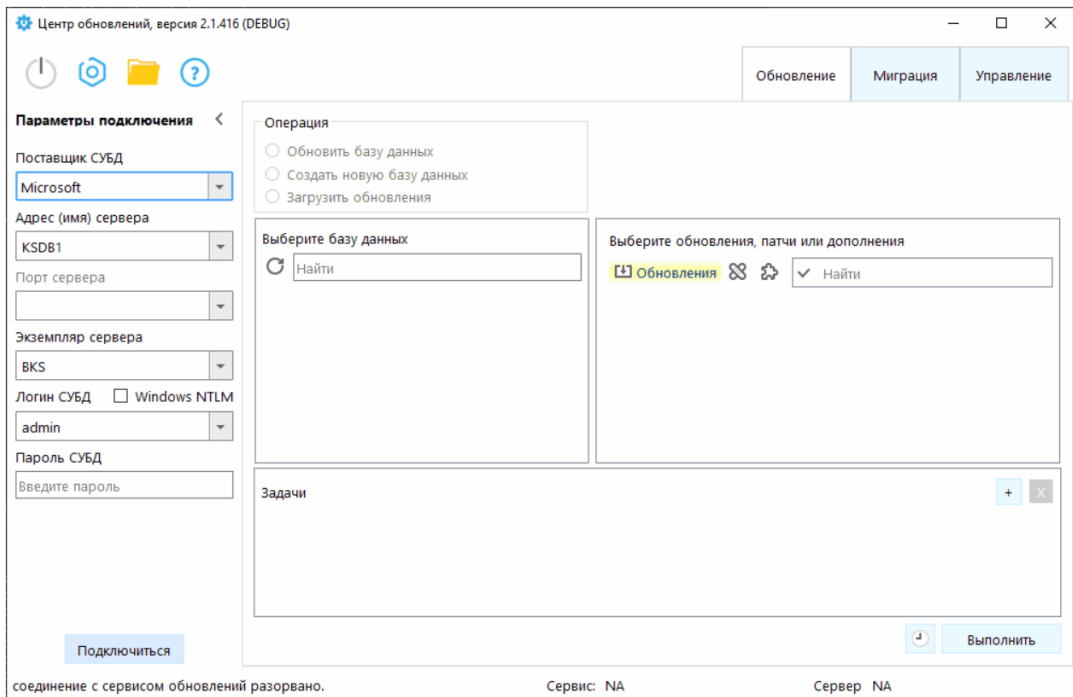 Центр обновлений, версия 2.1.416 (DEBUG)
Обновление
Миграция
Управление
Параметры подключения
Поставщик СУБД
Microsoft
Адрес (имя) сервера
KSDB1
Порт сервера
Экземпляр сервера
BKS
Логин СУБД
Windows NTLM
admin
Пароль СУБД
Введите пароль
Подключиться
Операция
Обновить базу данных
Создать новую базу данных
Загрузить обновления
Выберите базу данных
Найти
Выберите обновления, патчи или дополнения
Обновления
Найти
Задачи
+
X
Выполнить
соединение с сервисом обновлений разорвано.
Сервис: NA
Сервер NA